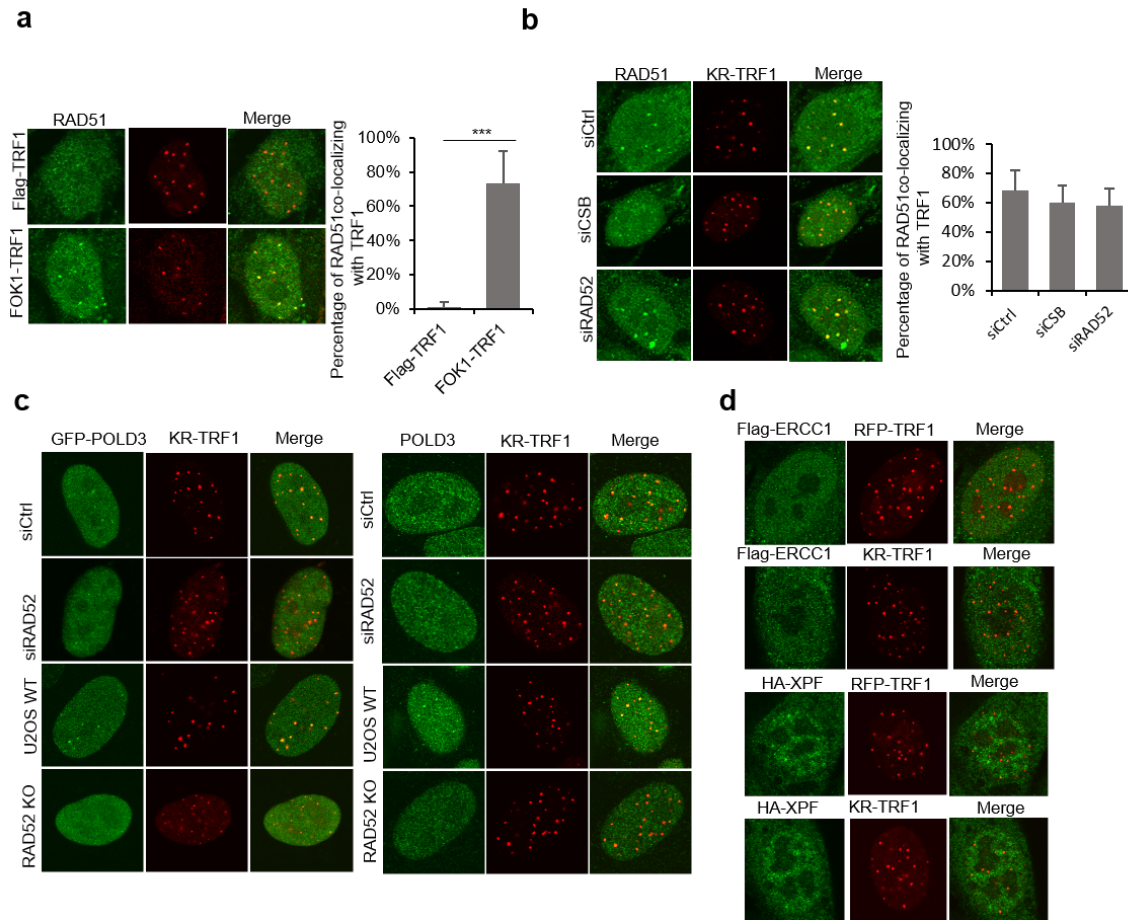 a
RAD51
Merge
Flag-TRF1
FOK1-TRF1
Percentage of RAD51co-localizing
with TRF1
100%
80%
60%
40%
20%
0%
***
Flag-TRF1
FOK1-TRF1
b
RAD51
KR-TRF1
Merge
siCtrl
siCSB
siRAD52
Percentage of RAD51co-localizing
with TRF1
100%
80%
60%
40%
20%
0%
siCtrl
siCSB
siRAD52
c
GFP-POLD3
KR-TRF1
Merge
siCtrl
siRAD52
U2OS WT
RAD52 KO
POLD3
KR-TRF1
Merge
siCtrl
siRAD52
U2OS WT
RAD52 KO
d
Flag-ERCC1
RFP-TRF1
Merge
Flag-ERCC1
KR-TRF1
Merge
HA-XPF
RFP-TRF1
Merge
HA-XPF
KR-TRF1
Merge